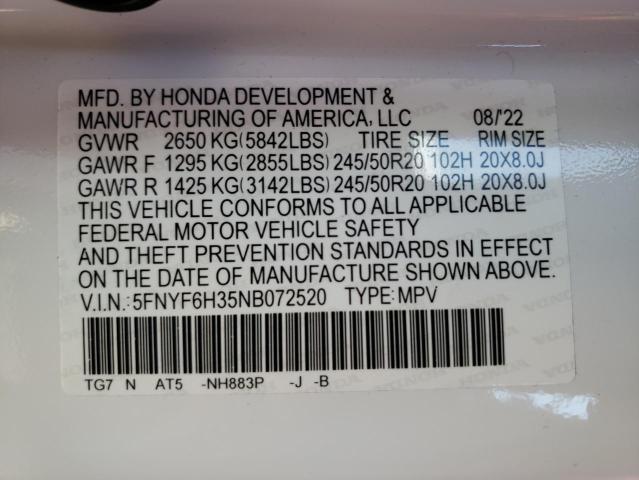 MFD. BY HONDA DEVELOPMENT &
MANUFACTURING OF AMERICA, LLC 08/'22
GVWR 2650 KG(5842LBS) TIRE SIZE RIM SIZE
GAWR F 1295 KG(2855LBS) 245/50R20 102H 20X8.0J
GAWR R 1425 KG(3142LBS) 245/50R20 102H 20X8.0J
THIS VEHICLE CONFORMS TO ALL APPLICABLE
FEDERAL MOTOR VEHICLE SAFETY
AND THEFT PREVENTION STANDARDS IN EFFECT
ON THE DATE OF MANUFACTURE SHOWN ABOVE.
V.I.N.:5FNYF6H35NB072520 TYPE:MPV
TG7 N AT5 -NH883P -J -B